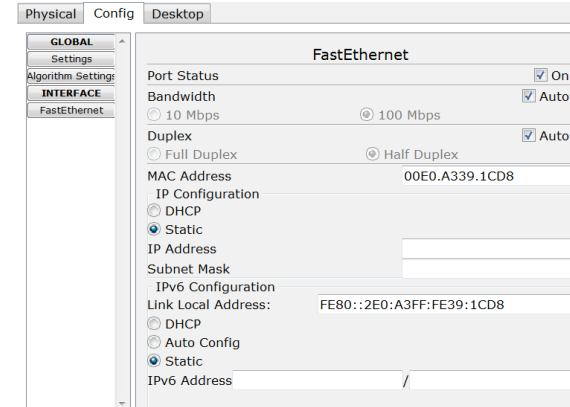 Physical Config Desktop
GLOBAL
Settings
Algorithm Settings
INTERFACE
FastEthernet
FastEthernet
Port Status On
Bandwidth Auto
10 Mbps 100 Mbps
Duplex Auto
Full Duplex Half Duplex
MAC Address 00E0.A339.1CD8
IP Configuration
DHCP
Static
IP Address
Subnet Mask
IPv6 Configuration
Link Local Address: FE80::2E0:A3FF:FE39:1CD8
DHCP
Auto Config
Static
IPv6 Address /